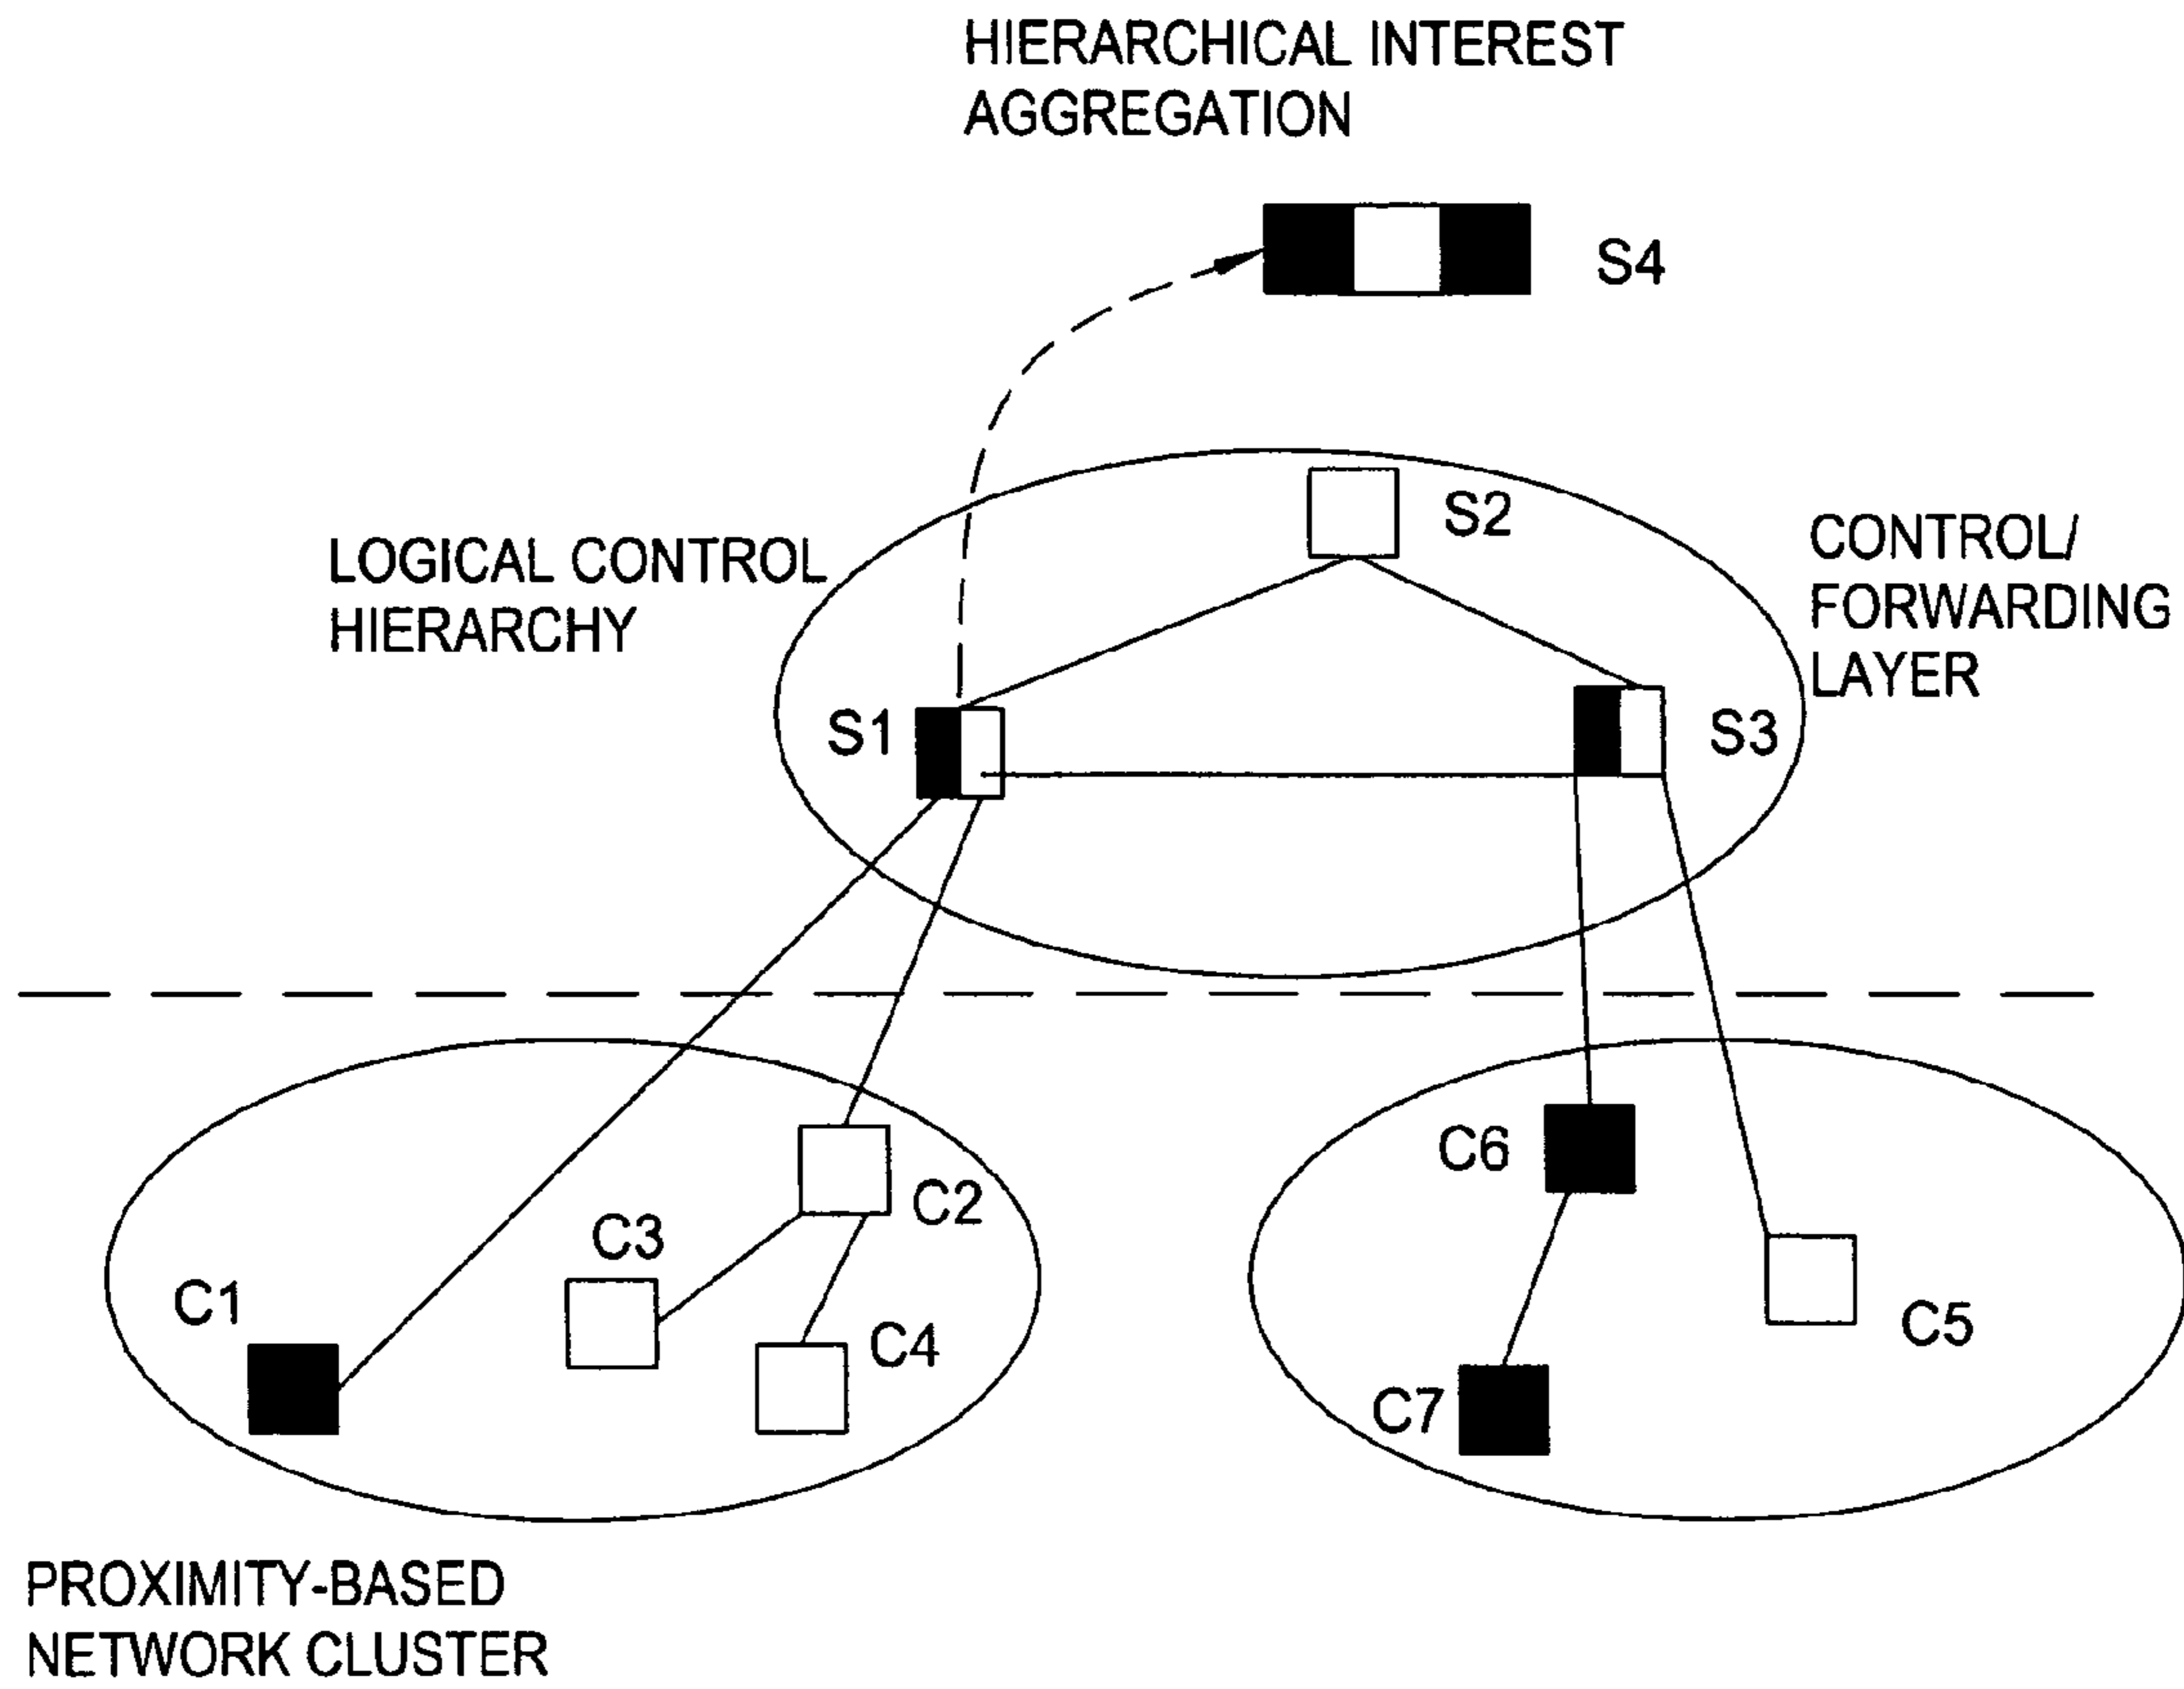 HIERARCHICAL INTEREST
AGGREGATION
S4
S2
LOGICAL CONTROL
HIERARCHY
CONTROL/
FORWARDING
LAYER
S1
S3
C6
C2
C3
C1
C4
C5
C7
PROXIMITY-BASED
NETWORK CLUSTER